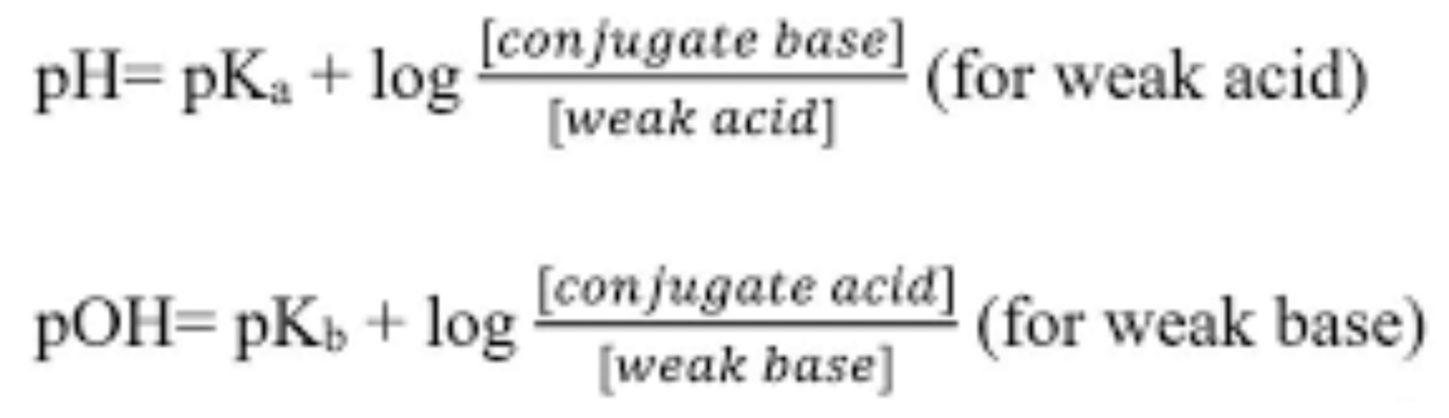 pH= pKₐ + log [conjugate base] / [weak acid] (for weak acid)
pOH= pK_b + log [conjugate acid] / [weak base] (for weak base)